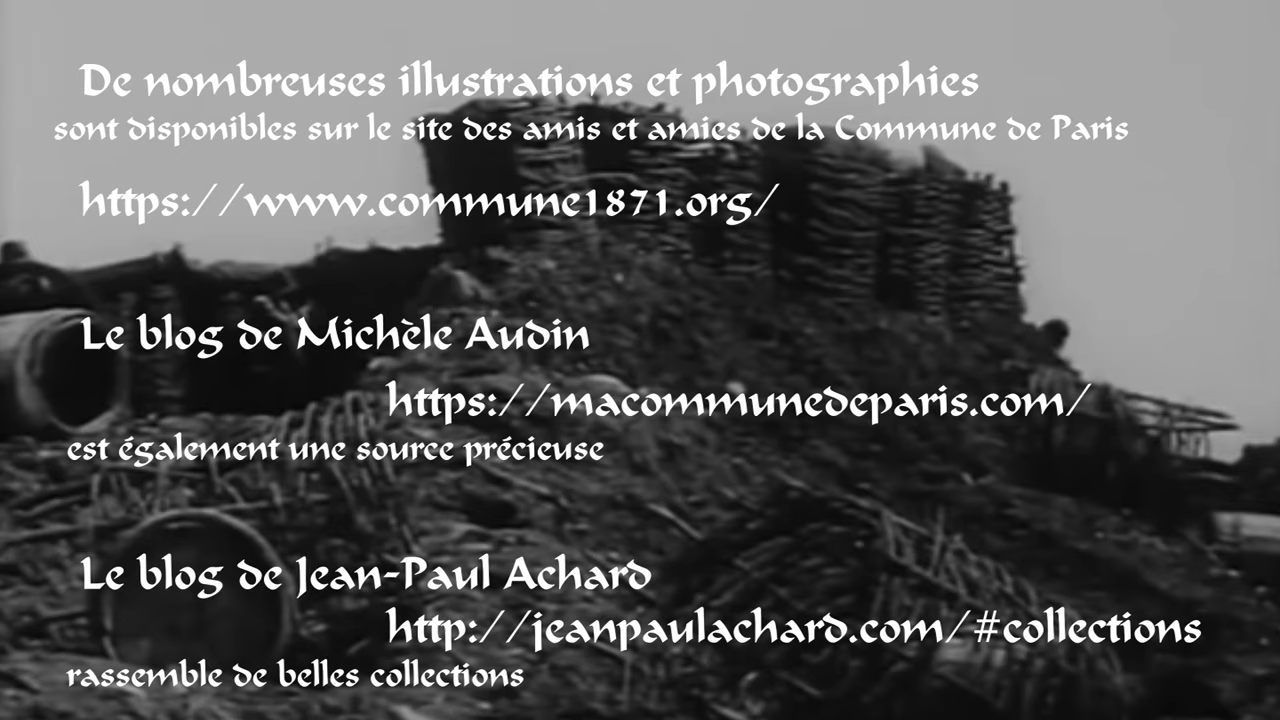 De nombreuses illustrations et photographies
sont disponibles sur le site des amis et amies de la Commune de Paris
https://www.commune1871.org/
Le blog de Michèle Audin
https://macommunedeparis.com/
est également une source précieuse
Le blog de Jean-Paul Achard
http://jeanpaulachard.com/#collections
rassemble de belles collections